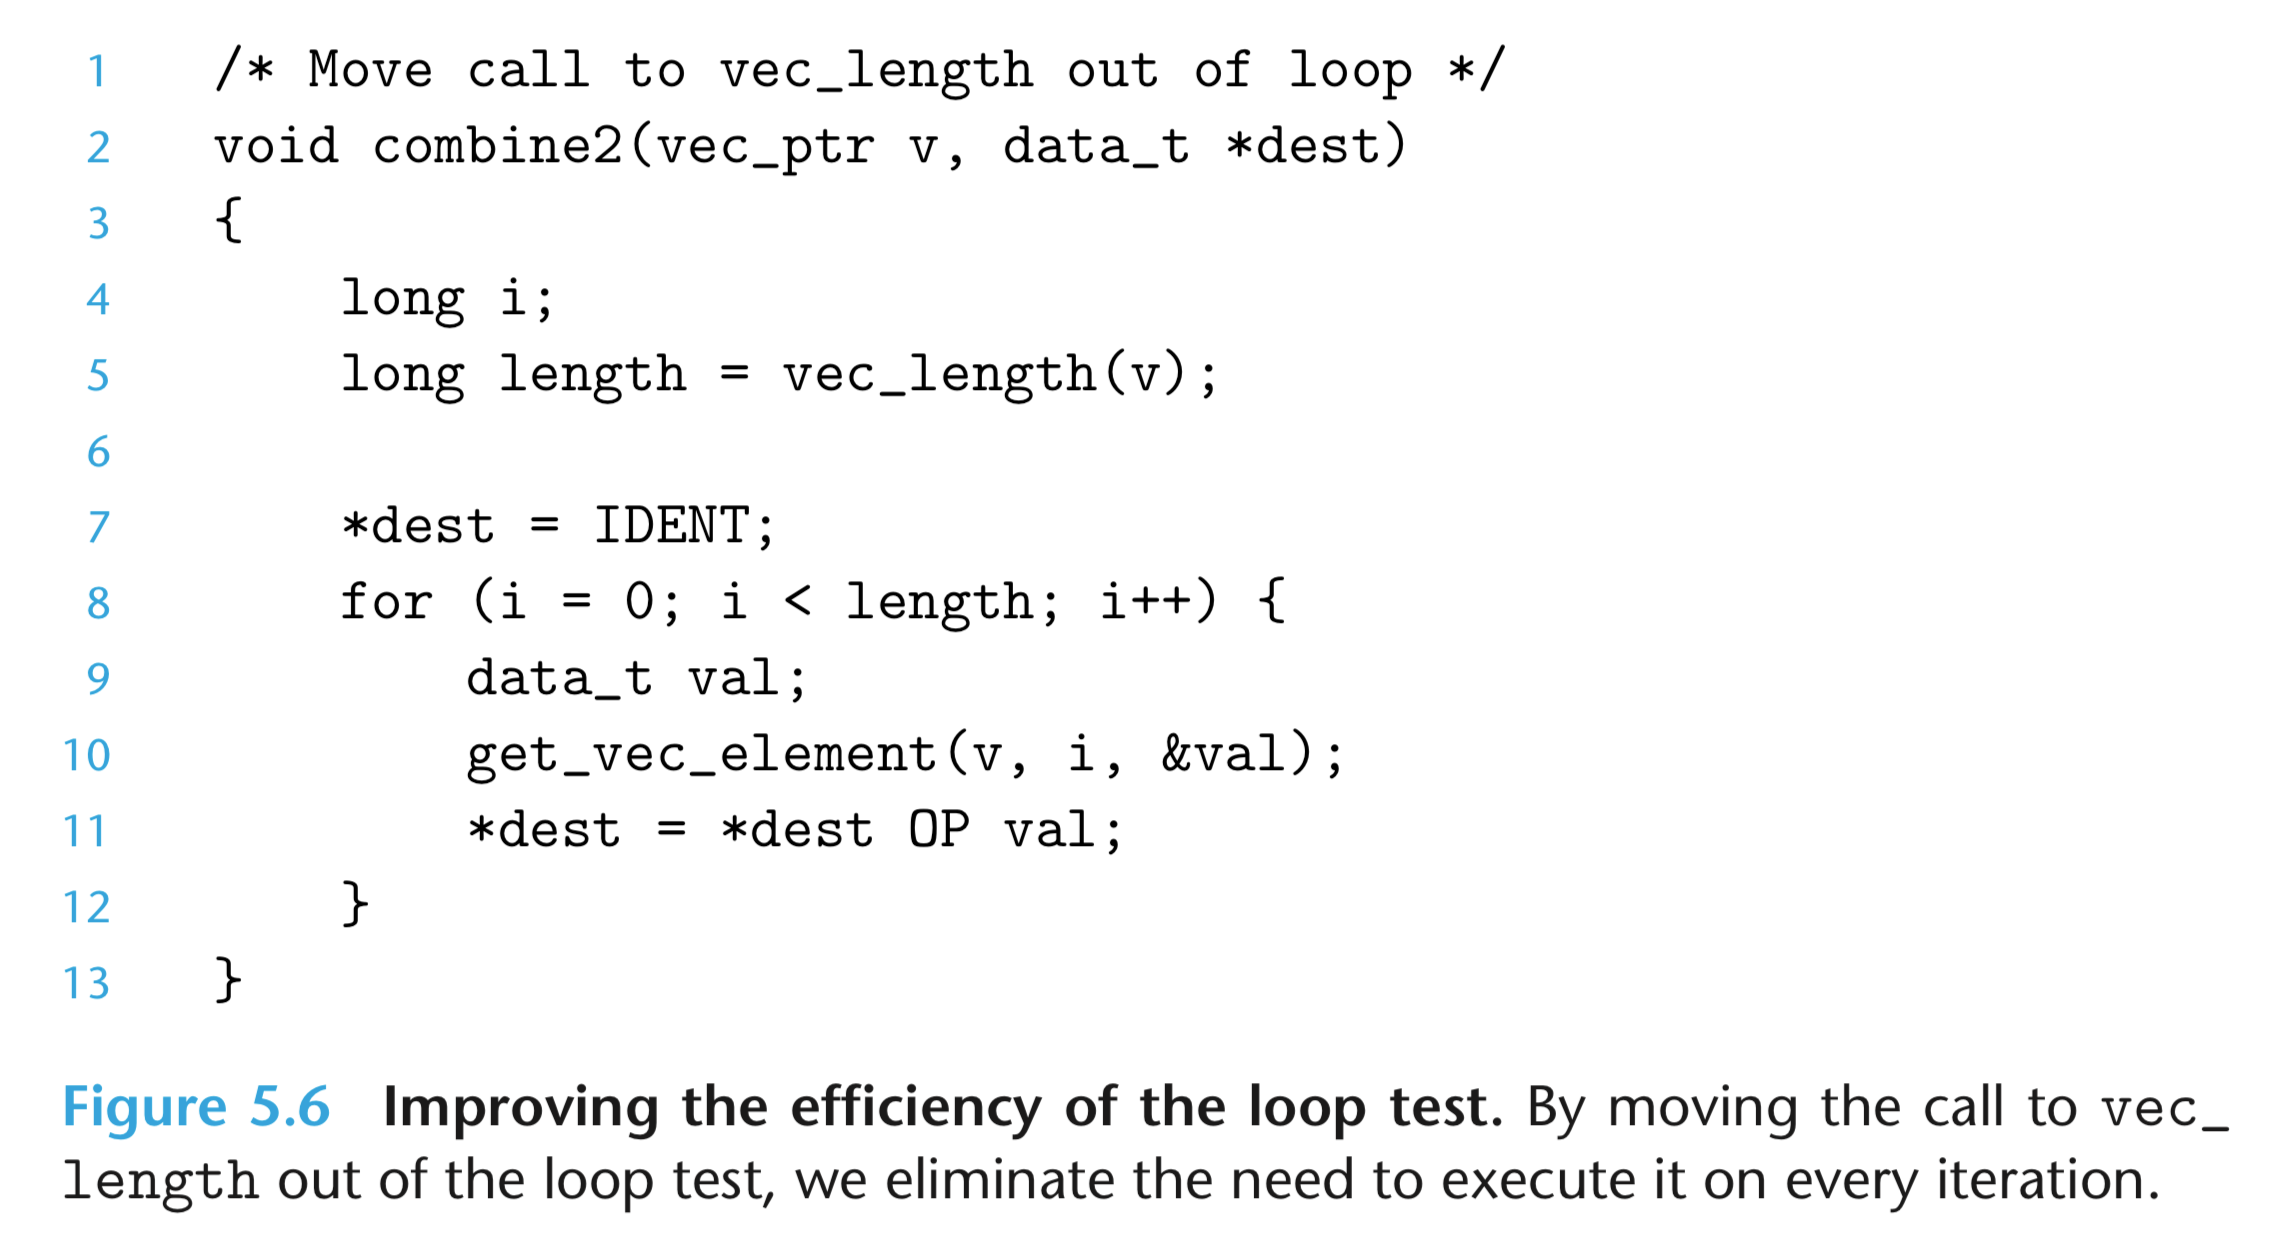 1 /* Move call to vec_length out of loop */
2 void combine2(vec_ptr v, data_t *dest)
3 {
4     long i;
5     long length = vec_length(v);
6
7     *dest = IDENT;
8     for (i = 0; i < length; i++) {
9         data_t val;
10         get_vec_element(v, i, &val);
11         *dest = *dest OP val;
12     }
13 }
Figure 5.6 Improving the efficiency of the loop test. By moving the call to vec_
length out of the loop test, we eliminate the need to execute it on every iteration.